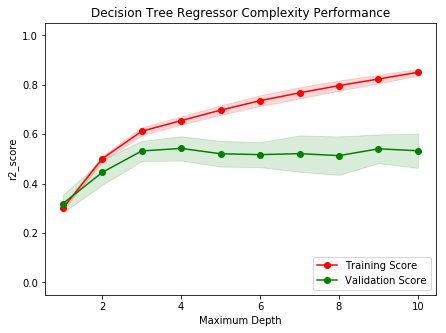 Decision Tree Regressor Complexity Performance
1.0
0.8
0.6
0.4
0.2
0.0
r2_score
2 4 6 8 10
Maximum Depth
Training Score
Validation Score